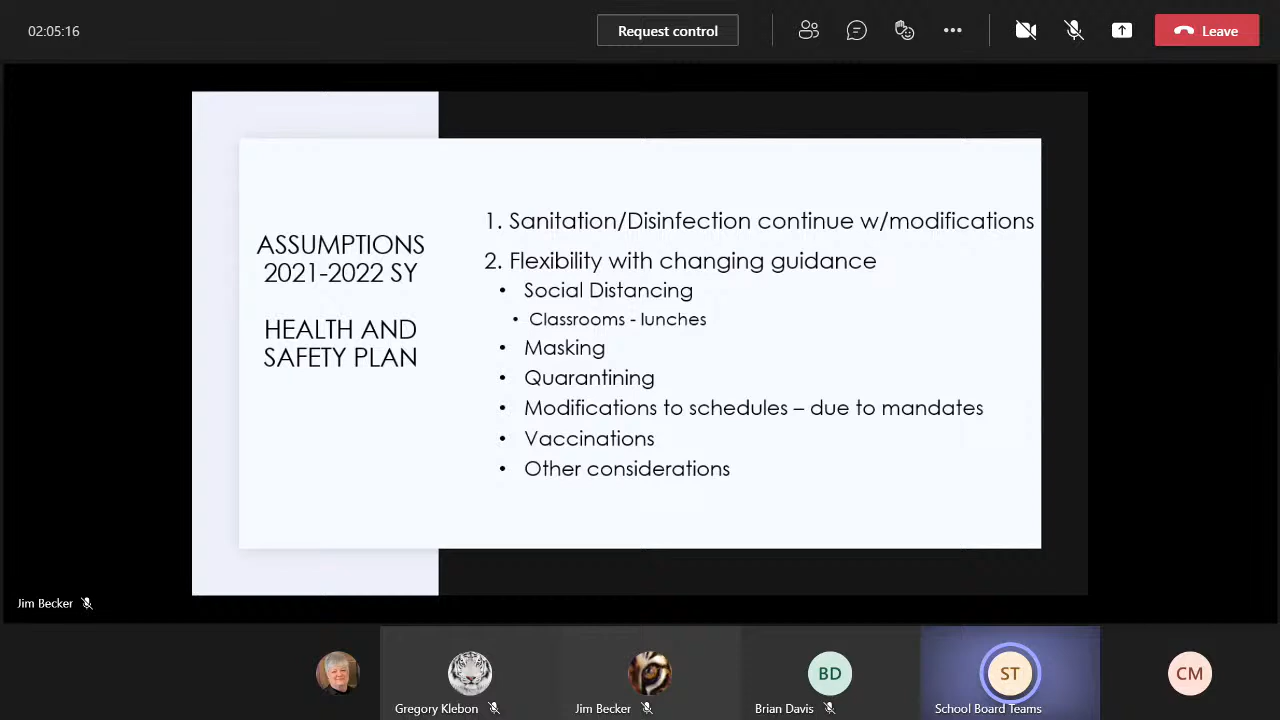 02:05:16
Request control
Leave
ASSUMPTIONS
2021-2022 SY
HEALTH AND
SAFETY PLAN
1. Sanitation/Disinfection continue w/modifications
2. Flexibility with changing guidance
• Social Distancing
• Classrooms - lunches
• Masking
• Quarantining
• Modifications to schedules – due to mandates
• Vaccinations
• Other considerations
Jim Becker
BD
ST
CM
Gregory Klebon
Jim Becker
Brian Davis
School Board Teams